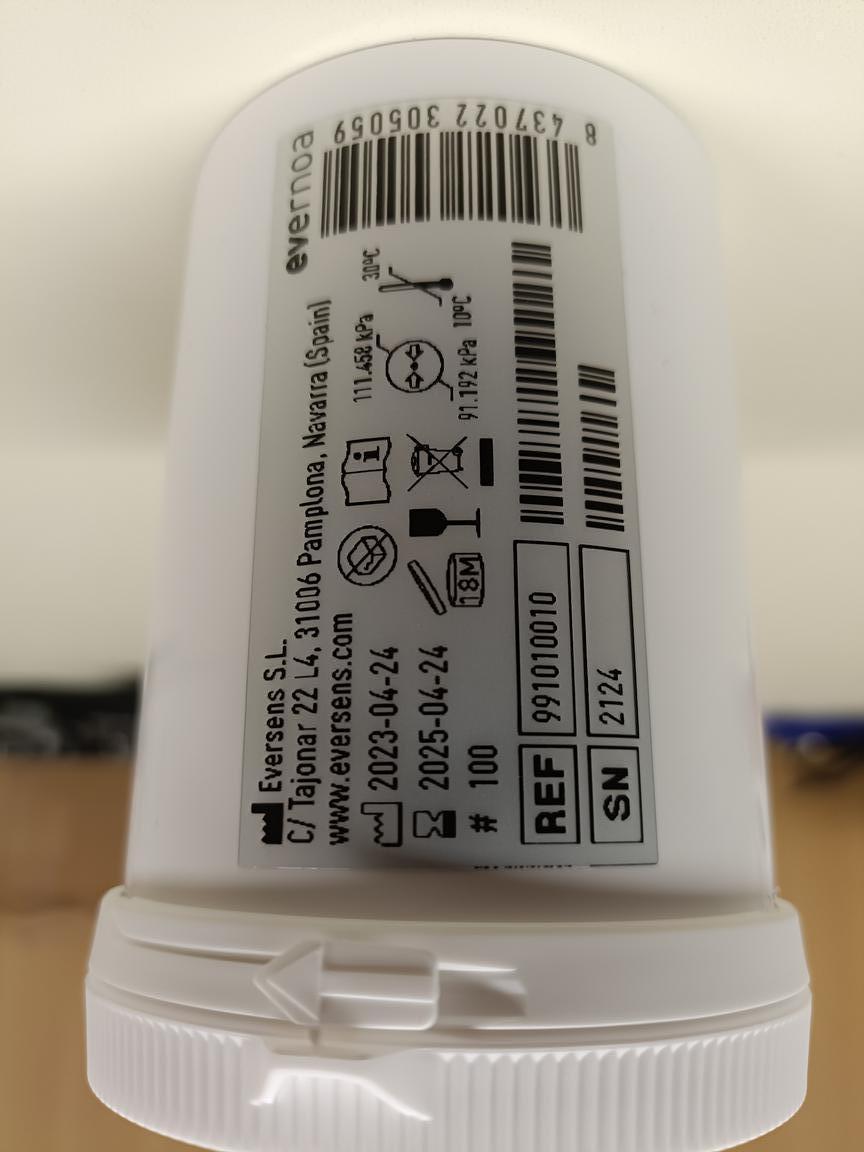 Eversens S.L.
C/ Tajonar 22 L4, 31006 Pamplona, Navarra (Spain)
www.eversens.com
evernoa
2023-04-24
2025-04-24
# 100
18M
111.458 kPa
91.192 kPa
30ºC
10ºC
REF 991010010
SN 2124
8 437022 305059